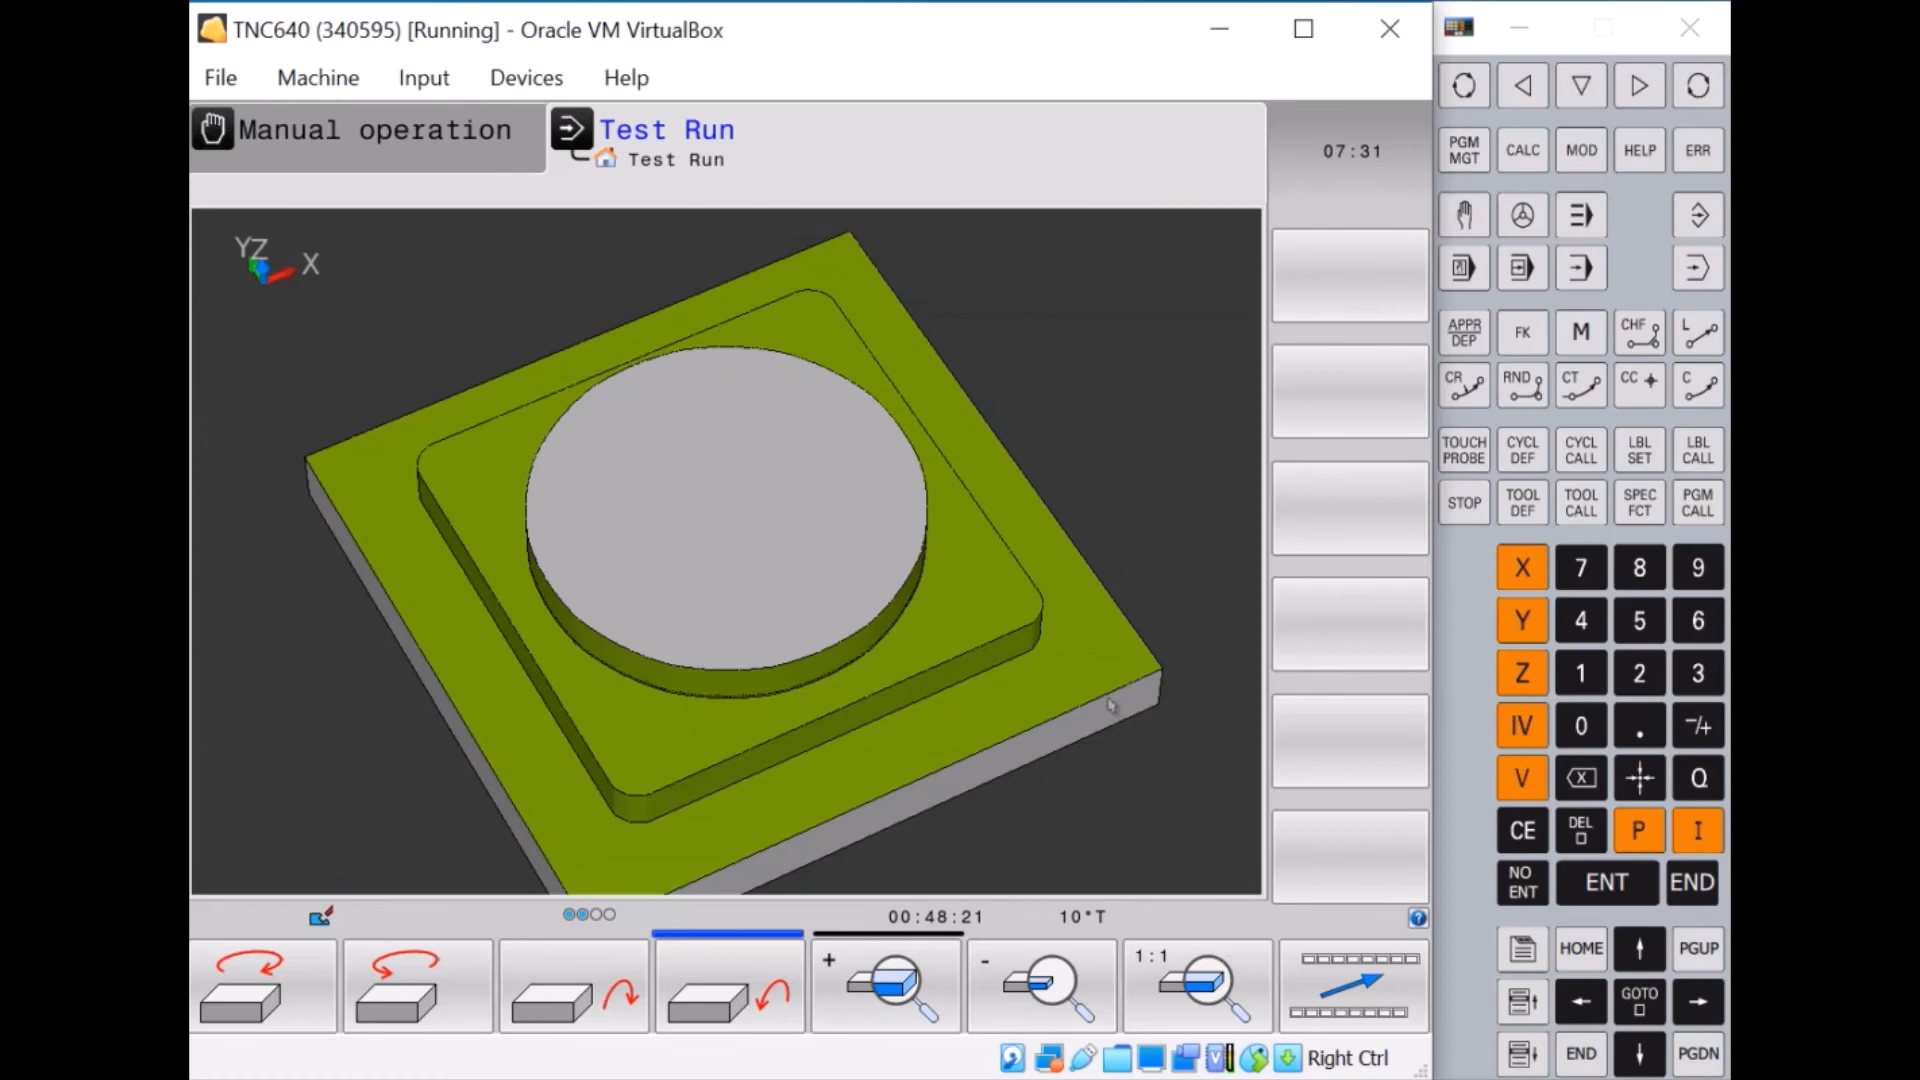 TNC640 (340595) [Running] - Oracle VM VirtualBox
File Machine Input Devices Help
Manual operation
Test Run
Test Run
07:31
YZ
X
00:48:21 10*T
+
-
1:1
Right Ctrl
PGM MGT
CALC
MOD
HELP
ERR
APPR DEP
FK
M
CHF
L
CR
RND
CT
CC
C
TOUCH PROBE
CYCL DEF
CYCL CALL
LBL SET
LBL CALL
STOP
TOOL DEF
TOOL CALL
SPEC FCT
PGM CALL
X 7 8 9
Y 4 5 6
Z 1 2 3
IV 0 . -/+
V X Q
CE DEL P I
NO ENT
ENT
END
HOME
PGUP
GOTO
END
PGDN